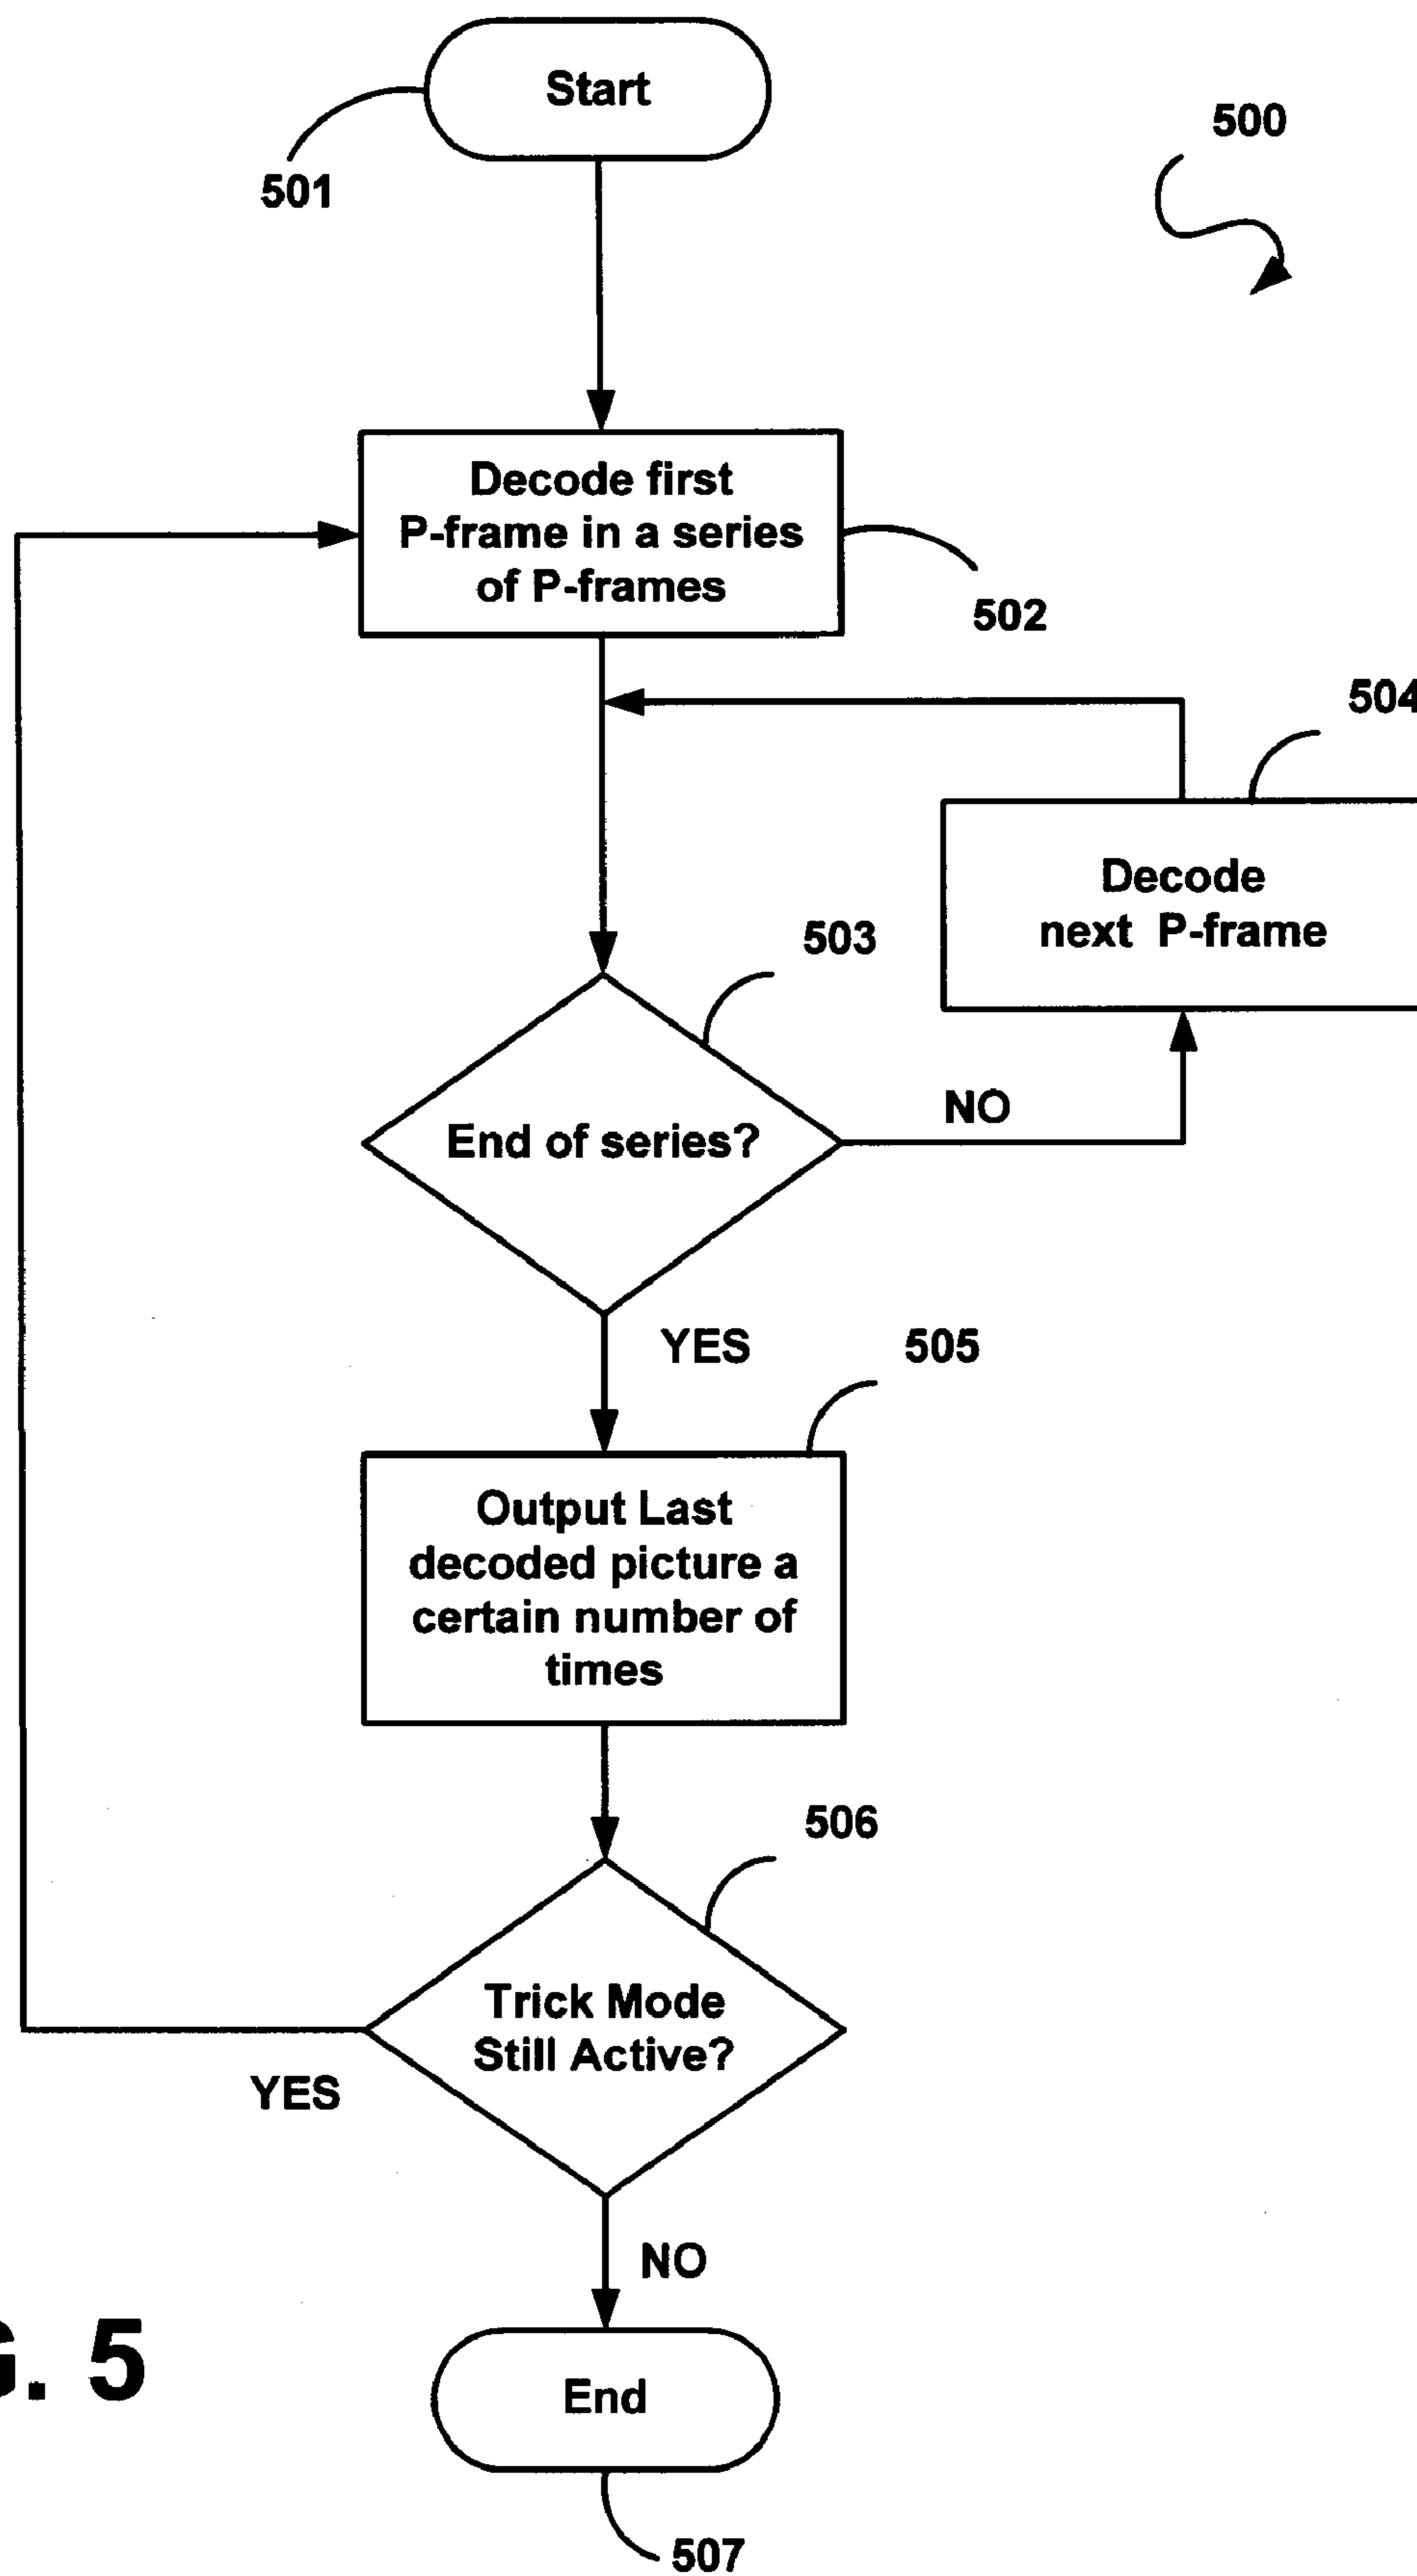 Start
501
500
Decode first
P-frame in a series
of P-frames
502
504
Decode
next P-frame
503
End of series?
NO
YES
505
Output Last
decoded picture a
certain number of
times
506
Trick Mode
Still Active?
YES
NO
G. 5
End
507